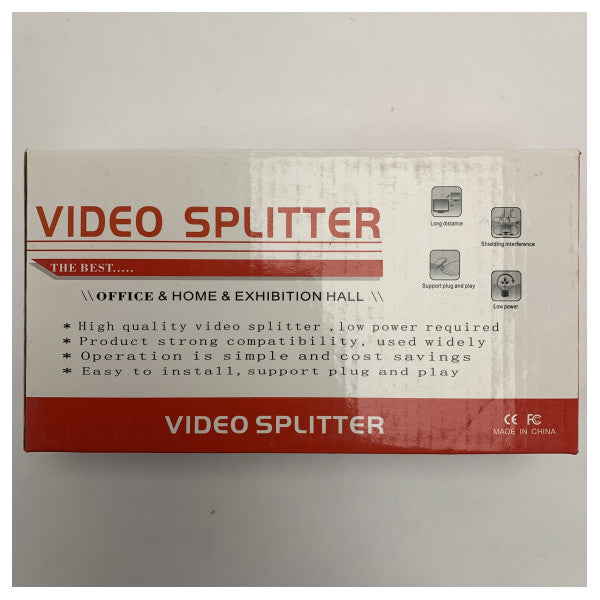 VIDEO SPLITTER
THE BEST.....
\\ OFFICE & HOME & EXHIBITION HALL \\
* High quality video splitter ,low power required
* Product strong compatibility, used widely
* Operation is simple and cost savings
* Easy to install, support plug and play
Long distance
Shielding interference
Support plug and play
Low power
VIDEO SPLITTER
CE FC
MADE IN CHINA